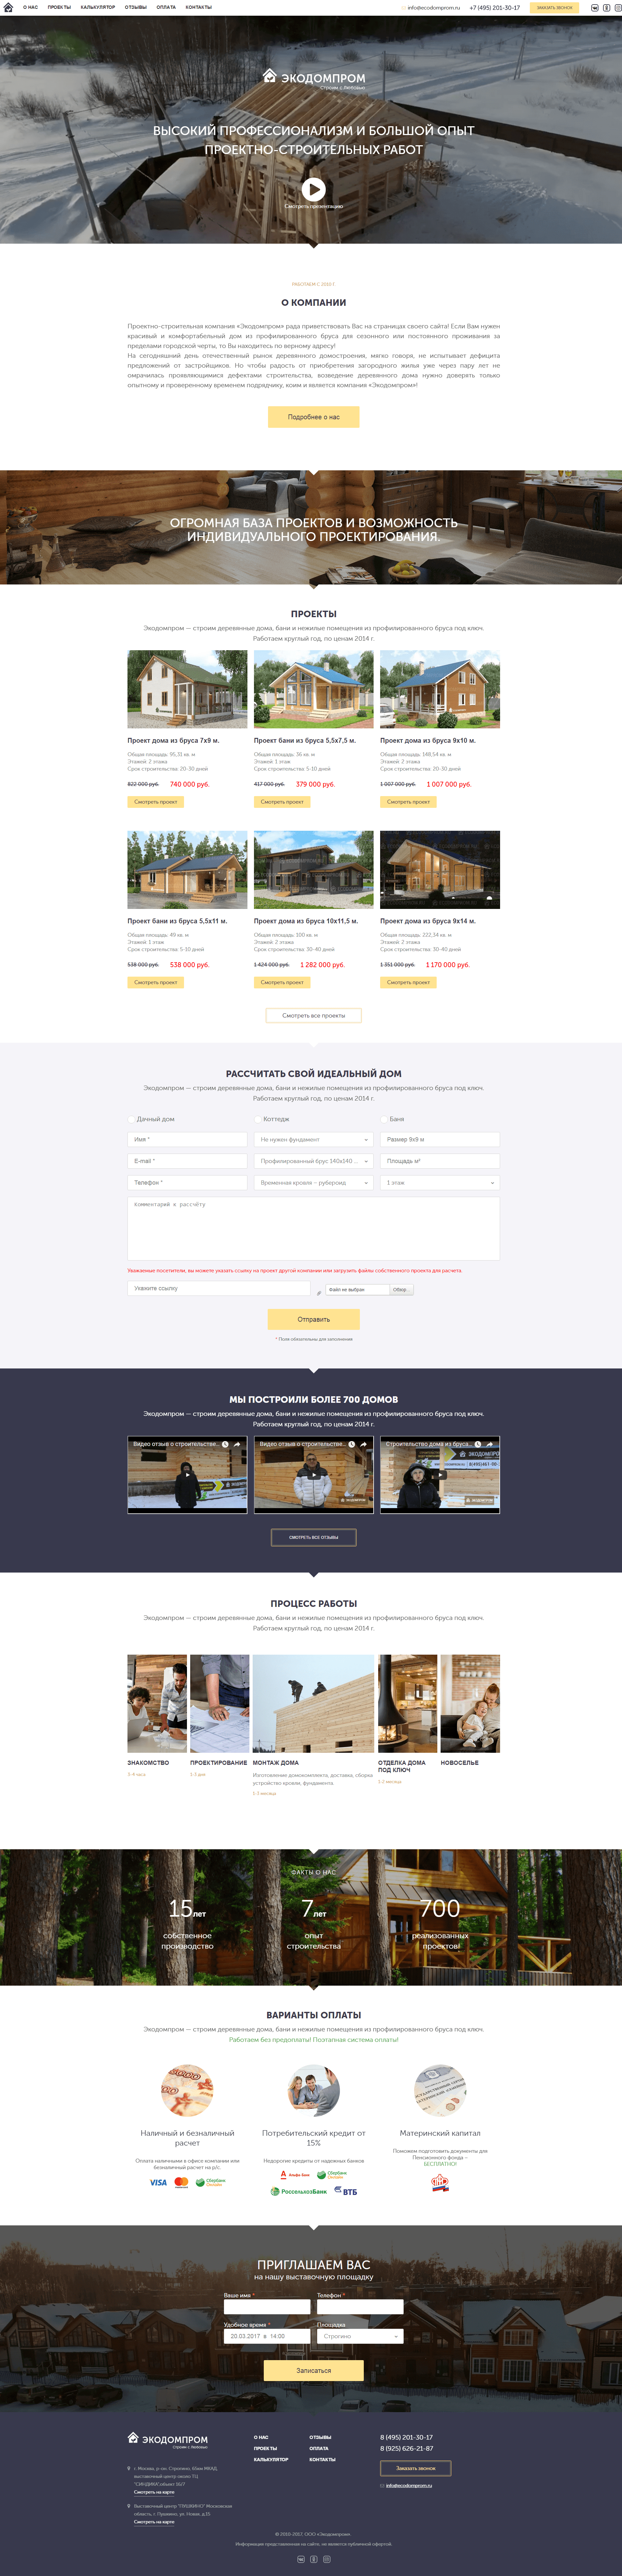 О НАС ПРОЕКТЫ КАЛЬКУЛЯТОР ОТЗЫВЫ ОПЛАТА КОНТАКТЫ info@ecodomprom.ru +7 (495) 201-30-17 ЗАКАЗАТЬ ЗВОНОК
ЭКОДОМПРОМ
Строим с Любовью
ВЫСОКИЙ ПРОФЕССИОНАЛИЗМ И БОЛЬШОЙ ОПЫТ
ПРОЕКТНО-СТРОИТЕЛЬНЫХ РАБОТ
Смотреть презентацию
РАБОТАЕМ С 2010 Г.
О КОМПАНИИ
Проектно-строительная компания «Экодомпром» рада приветствовать Вас на страницах своего сайта! Если Вам нужен
красивый и комфортабельный дом из профилированного бруса для сезонного или постоянного проживания за
пределами городской черты, то Вы находитесь по верному адресу!
На сегодняшний день отечественный рынок деревянного домостроения, мягко говоря, не испытывает дефицита
предложений от застройщиков. Но чтобы радость от приобретения загородного жилья уже через пару лет не
омрачилась проявляющимися дефектами строительства, возведение деревянного дома нужно доверять только
опытному и проверенному временем подрядчику, коим и является компания «Экодомпром»!
Подробнее о нас
ОГРОМНАЯ БАЗА ПРОЕКТОВ И ВОЗМОЖНОСТЬ
ИНДИВИДУАЛЬНОГО ПРОЕКТИРОВАНИЯ.
ПРОЕКТЫ
Экодомпром — строим деревянные дома, бани и нежилые помещения из профилированного бруса под ключ.
Работаем круглый год, по ценам 2014 г.
Проект дома из бруса 7х9 м.
Общая площадь: 95,31 кв. м
Этажей: 2 этажа
Срок строительства: 20-30 дней
822 000 руб. 740 000 руб.
Смотреть проект
Проект бани из бруса 5,5х7,5 м.
Общая площадь: 36 кв. м
Этажей: 1 этаж
Срок строительства: 5-10 дней
417 000 руб. 379 000 руб.
Смотреть проект
Проект дома из бруса 9х10 м.
Общая площадь: 148,54 кв. м
Этажей: 2 этажа
Срок строительства: 20-30 дней
1 007 000 руб. 1 007 000 руб.
Смотреть проект
Проект бани из бруса 5,5х11 м.
Общая площадь: 49 кв. м
Этажей: 1 этаж
Срок строительства: 5-10 дней
538 000 руб. 538 000 руб.
Смотреть проект
Проект дома из бруса 10х11,5 м.
Общая площадь: 100 кв. м
Этажей: 2 этажа
Срок строительства: 30-40 дней
1 424 000 руб. 1 282 000 руб.
Смотреть проект
Проект дома из бруса 9х14 м.
Общая площадь: 222,34 кв. м
Этажей: 2 этажа
Срок строительства: 30-40 дней
1 351 000 руб. 1 170 000 руб.
Смотреть проект
Смотреть все проекты
РАССЧИТАТЬ СВОЙ ИДЕАЛЬНЫЙ ДОМ
Экодомпром — строим деревянные дома, бани и нежилые помещения из профилированного бруса под ключ.
Работаем круглый год, по ценам 2014 г.
Дачный дом Коттедж Баня
Имя * Не нужен фундамент Размер 9х9 м
E-mail * Профилированный брус 140х140 ... Площадь м²
Телефон * Временная кровля – рубероид 1 этаж
Комментарий к рассчёту
Уважаемые посетители, вы можете указать ссылку на проект другой компании или загрузить файлы собственного проекта для расчета.
Укажите ссылку Файл не выбран Обзор...
Отправить
* Поля обязательны для заполнения
МЫ ПОСТРОИЛИ БОЛЕЕ 700 ДОМОВ
Экодомпром — строим деревянные дома, бани и нежилые помещения из профилированного бруса под ключ.
Работаем круглый год, по ценам 2014 г.
Видео отзыв о строительстве... Видео отзыв о строительстве... Строительство дома из бруса...
СМОТРЕТЬ ВСЕ ОТЗЫВЫ
ПРОЦЕСС РАБОТЫ
Экодомпром — строим деревянные дома, бани и нежилые помещения из профилированного бруса под ключ.
Работаем круглый год, по ценам 2014 г.
ЗНАКОМСТВО
3-4 часа
ПРОЕКТИРОВАНИЕ
1-3 дня
МОНТАЖ ДОМА
Изготовление домокомплекта, доставка, сборка
устройство кровли, фундамента.
1-3 месяца
ОТДЕЛКА ДОМА
ПОД КЛЮЧ
1-2 месяца
НОВОСЕЛЬЕ
ФАКТЫ О НАС
15лет
собственное
производство
7лет
опыт
строительства
700
реализованных
проектов!
ВАРИАНТЫ ОПЛАТЫ
Экодомпром — строим деревянные дома, бани и нежилые помещения из профилированного бруса под ключ.
Работаем без предоплаты! Поэтапная система оплаты!
Наличный и безналичный
расчет
Оплата наличными в офисе компании или
безналичный расчет на р/с.
VISA MasterCard Сбербанк Онлайн
Потребительский кредит от
15%
Недорогие кредиты от надежных банков
Альфа·Банк Сбербанк Онлайн
РоссельхозБанк ВТБ
Материнский капитал
Поможем подготовить документы для
Пенсионного фонда –
БЕСПЛАТНО!
ПРИГЛАШАЕМ ВАС
на нашу выставочную площадку
Ваше имя * Телефон *
Удобное время * Площадка
20.03.2017 в 14:00 Строгино
Записаться
ЭКОДОМПРОМ
Строим с Любовью
г. Москва, р-он. Строгино, 65км МКАД,
выставочный центр около ТЦ
"СИНДИКА",объект Ш/7
Смотреть на карте
Выставочный центр "ПУШКИНО" Московская
область, г. Пушкино, ул. Новая, д.15
Смотреть на карте
О НАС
ПРОЕКТЫ
КАЛЬКУЛЯТОР
ОТЗЫВЫ
ОПЛАТА
КОНТАКТЫ
8 (495) 201-30-17
8 (925) 626-21-87
Заказать звонок
info@ecodomprom.ru
© 2010-2017, ООО «Экодомпром».
Информация представленная на сайте, не является публичной офертой.